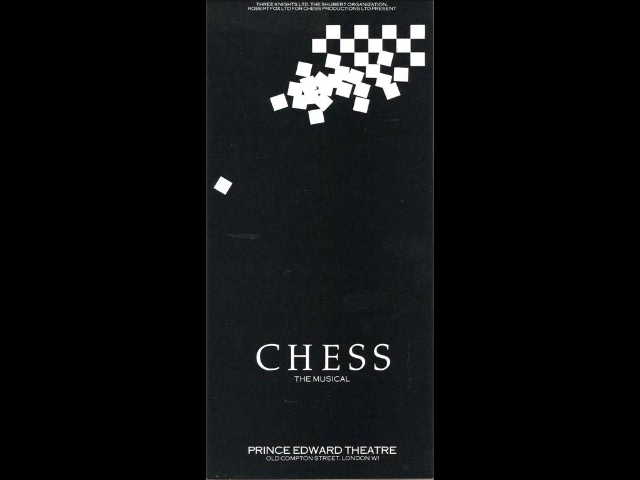 THREE KNIGHTS LTD. THE SHUBERT ORGANIZATION.
ROBERT FOX LTD FOR CHESS PRODUCTIONS LTD PRESENT
CHESS
THE MUSICAL
PRINCE EDWARD THEATRE
OLD COMPTON STREET. LONDON W1